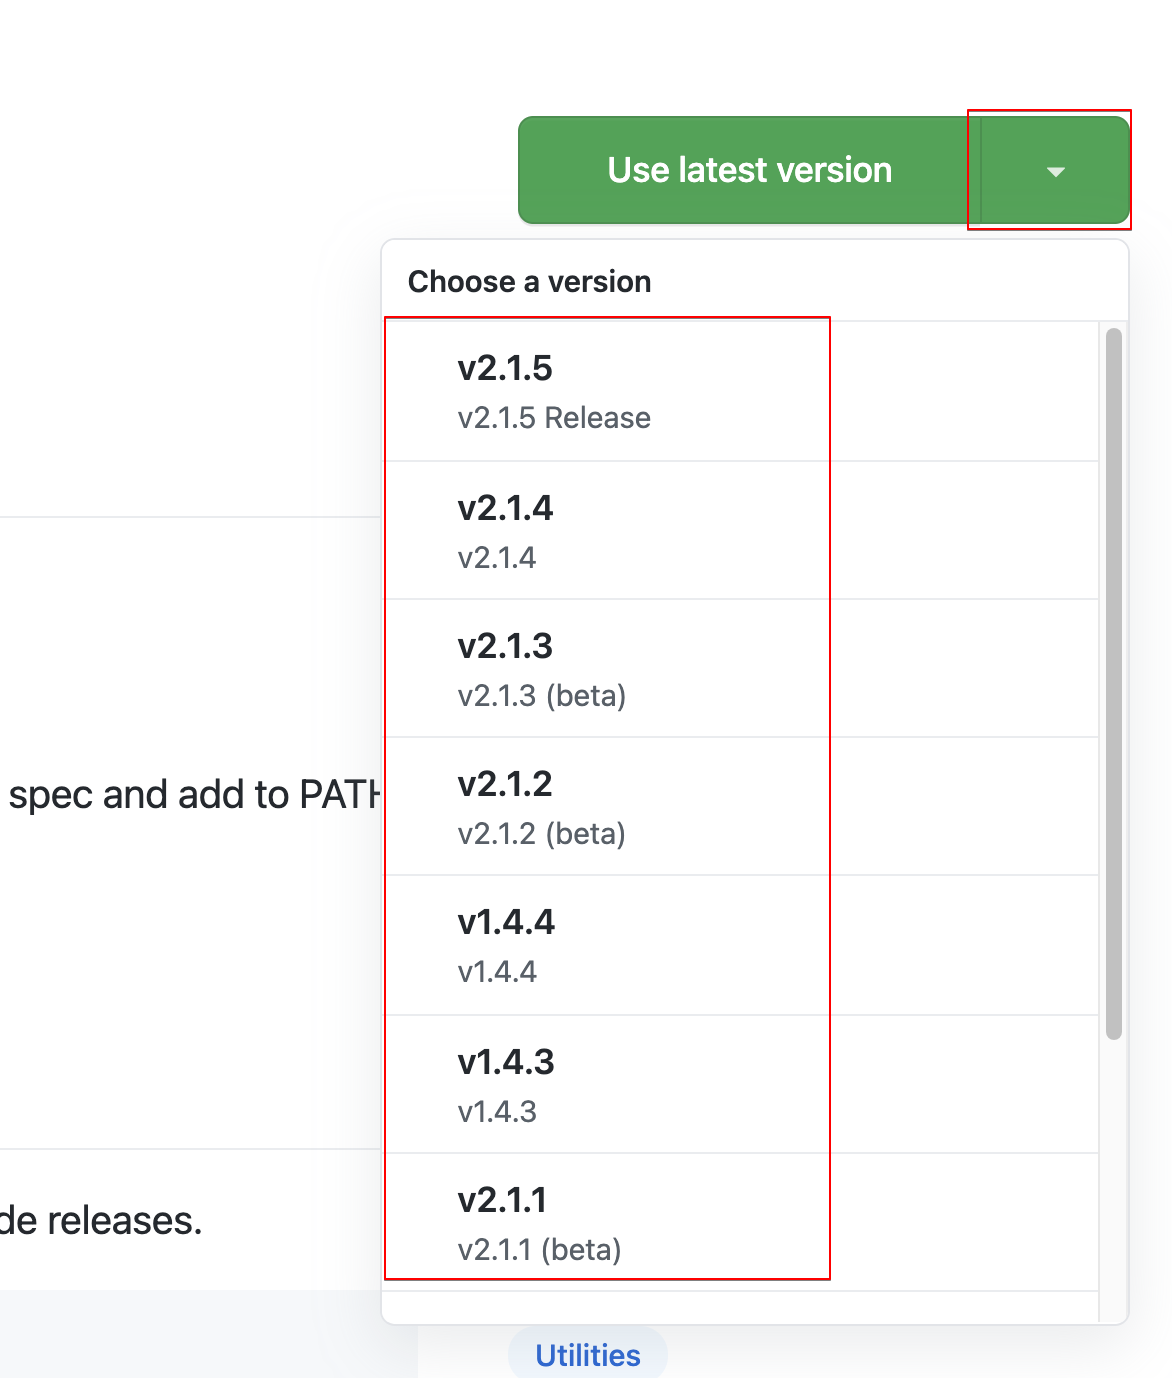 Use latest version
Choose a version
v2.1.5
v2.1.5 Release
v2.1.4
v2.1.4
v2.1.3
v2.1.3 (beta)
v2.1.2
v2.1.2 (beta)
spec and add to PATH
v1.4.4
v1.4.4
v1.4.3
v1.4.3
v2.1.1
v2.1.1 (beta)
de releases.
Utilities